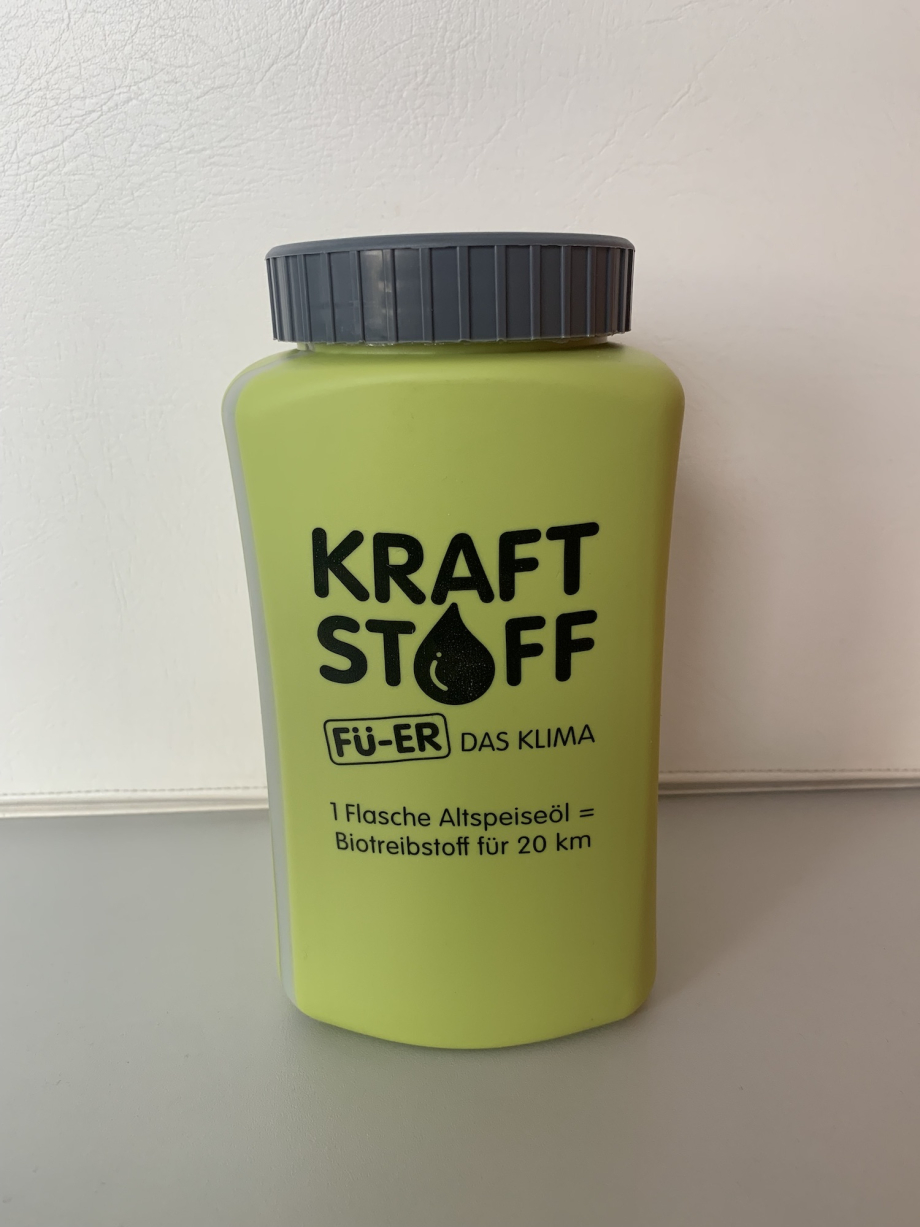 KRAFT
STOFF
Fü-ER DAS KLIMA
1 Flasche Altspeiseöl =
Biotreibstoff für 20 km